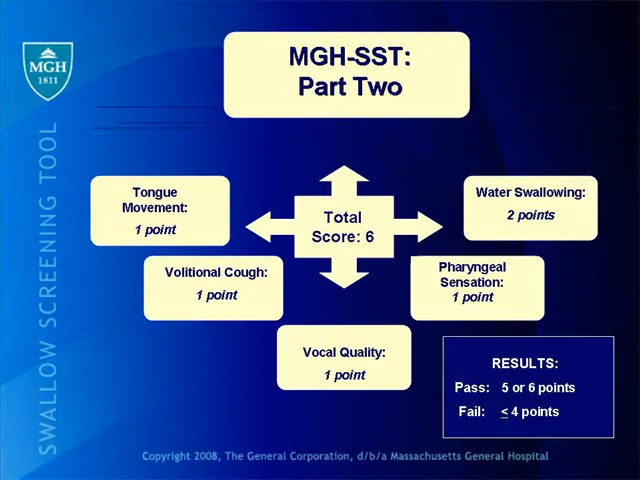 MGH
1811
SWALLOW SCREENING TOOL
MGH-SST:
Part Two
Tongue
Movement:
1 point
Total
Score: 6
Water Swallowing:
2 points
Volitional Cough:
1 point
Pharyngeal
Sensation:
1 point
Vocal Quality:
1 point
RESULTS:
Pass: 5 or 6 points
Fail: ≤ 4 points
Copyright 2008, The General Corporation, d/b/a Massachusetts General Hospital